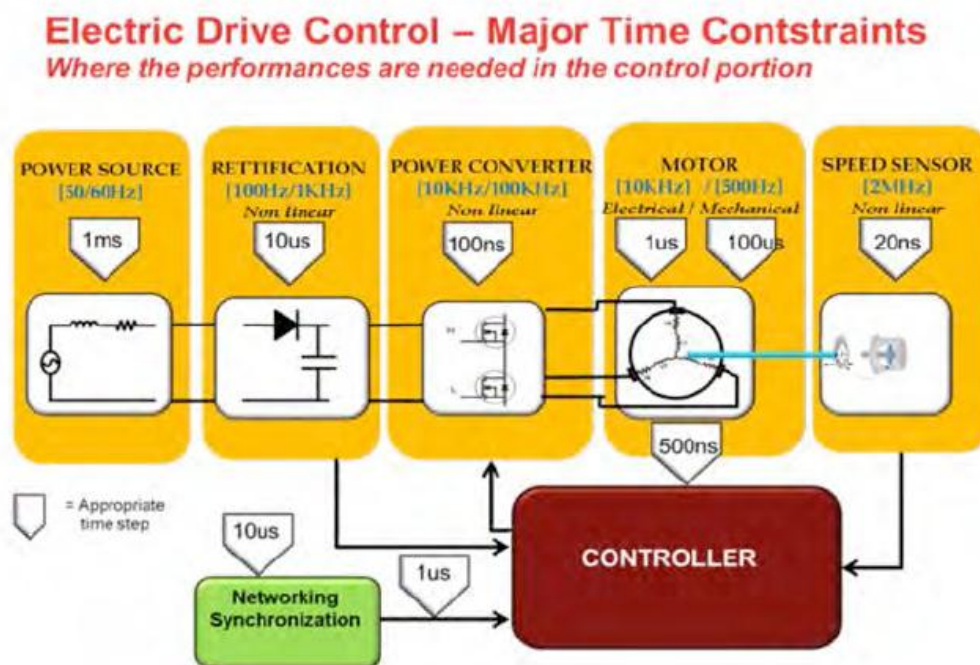 Electric Drive Control – Major Time Contstraints
Where the performances are needed in the control portion
POWER SOURCE
[50/60Hz]
1ms
RETTIFICATION
[100Hz/1KHz]
Non linear
10us
POWER CONVERTER
[10KHz/100KHz]
Non linear
100ns
MOTOR
[10KHz] / [500Hz]
Electrical / Mechanical
1us
100us
SPEED SENSOR
[2MHz]
Non linear
20ns
500ns
= Appropriate
time step
10us
1us
Networking
Synchronization
CONTROLLER